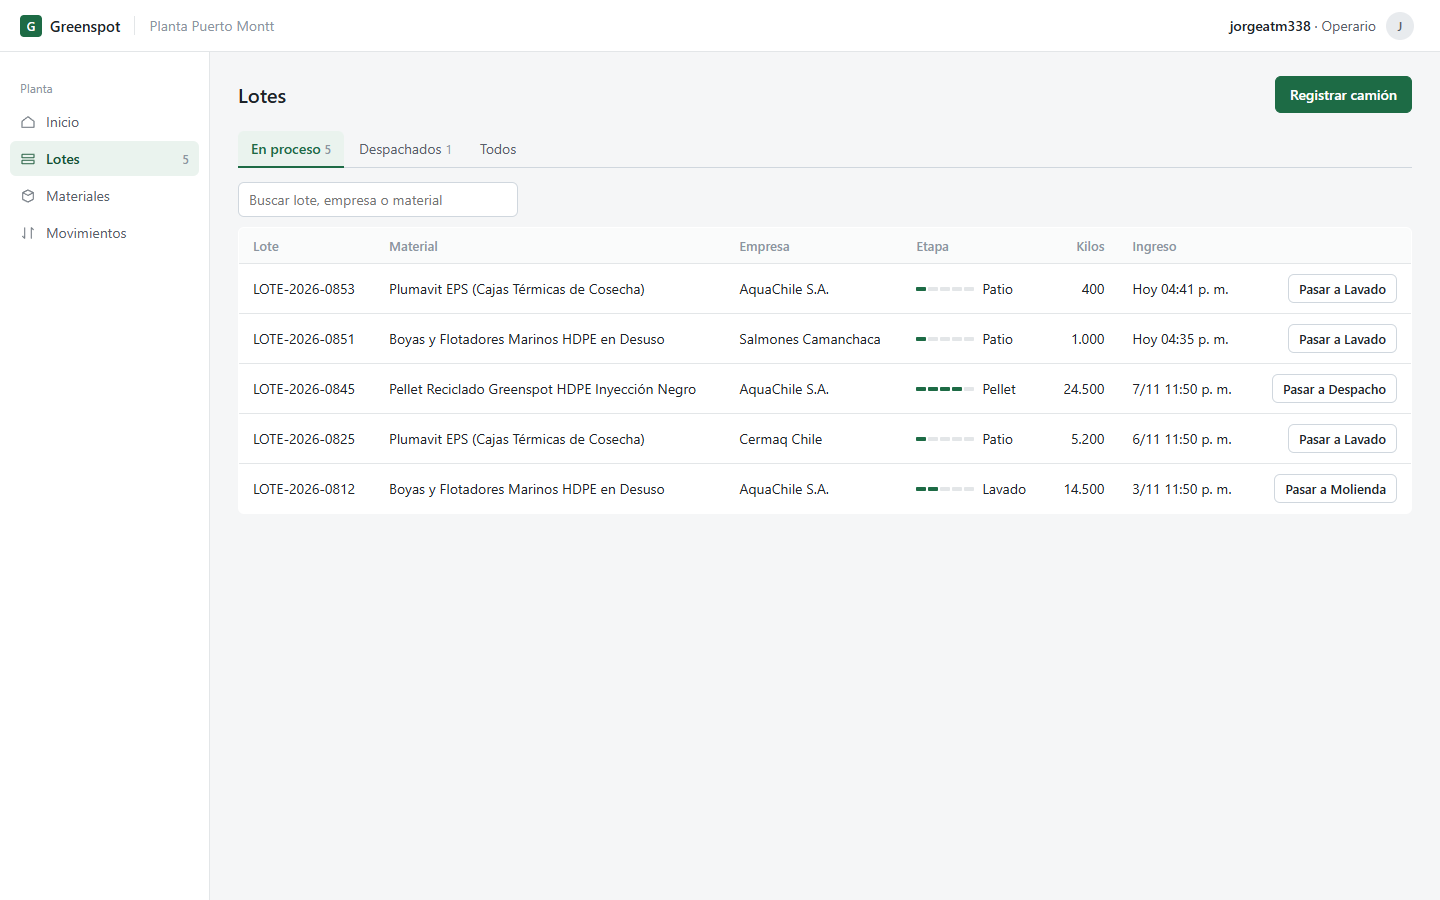 G Greenspot Planta Puerto Montt jorgeatm338 · Operario J
Planta
Inicio
Lotes 5
Materiales
Movimientos
Lotes Registrar camión
En proceso 5 Despachados 1 Todos
Buscar lote, empresa o material
Lote Material Empresa Etapa Kilos Ingreso
LOTE-2026-0853 Plumavit EPS (Cajas Térmicas de Cosecha) AquaChile S.A. Patio 400 Hoy 04:41 p. m. Pasar a Lavado
LOTE-2026-0851 Boyas y Flotadores Marinos HDPE en Desuso Salmones Camanchaca Patio 1.000 Hoy 04:35 p. m. Pasar a Lavado
LOTE-2026-0845 Pellet Reciclado Greenspot HDPE Inyección Negro AquaChile S.A. Pellet 24.500 7/11 11:50 p. m. Pasar a Despacho
LOTE-2026-0825 Plumavit EPS (Cajas Térmicas de Cosecha) Cermaq Chile Patio 5.200 6/11 11:50 p. m. Pasar a Lavado
LOTE-2026-0812 Boyas y Flotadores Marinos HDPE en Desuso AquaChile S.A. Lavado 14.500 3/11 11:50 p. m. Pasar a Molienda